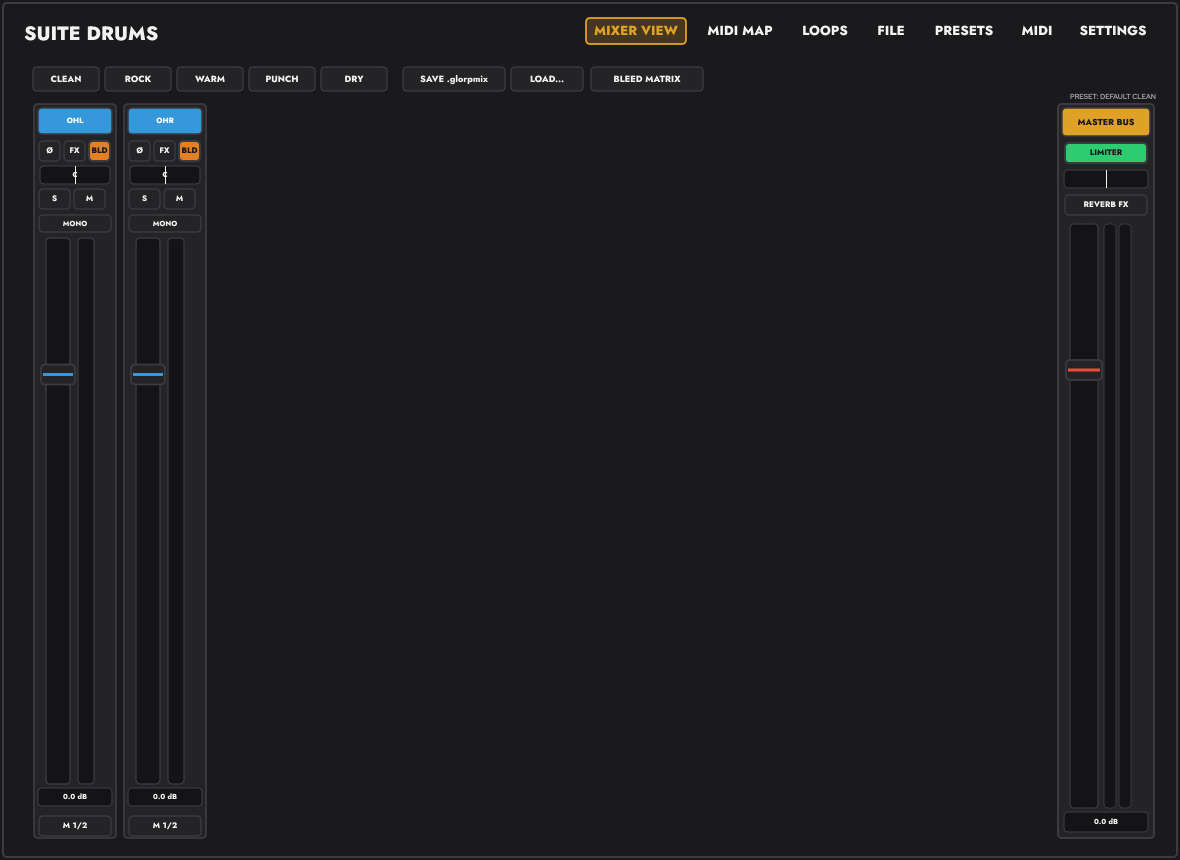 SUITE DRUMS
MIXER VIEW MIDI MAP LOOPS FILE PRESETS MIDI SETTINGS
CLEAN ROCK WARM PUNCH DRY SAVE .glorpmix LOAD... BLEED MATRIX
PRESET: DEFAULT CLEAN
OHL OHR MASTER BUS
Ø FX BLD Ø FX BLD LIMITER
C C
S M S M REVERB FX
MONO MONO
0.0 dB 0.0 dB 0.0 dB
M 1/2 M 1/2